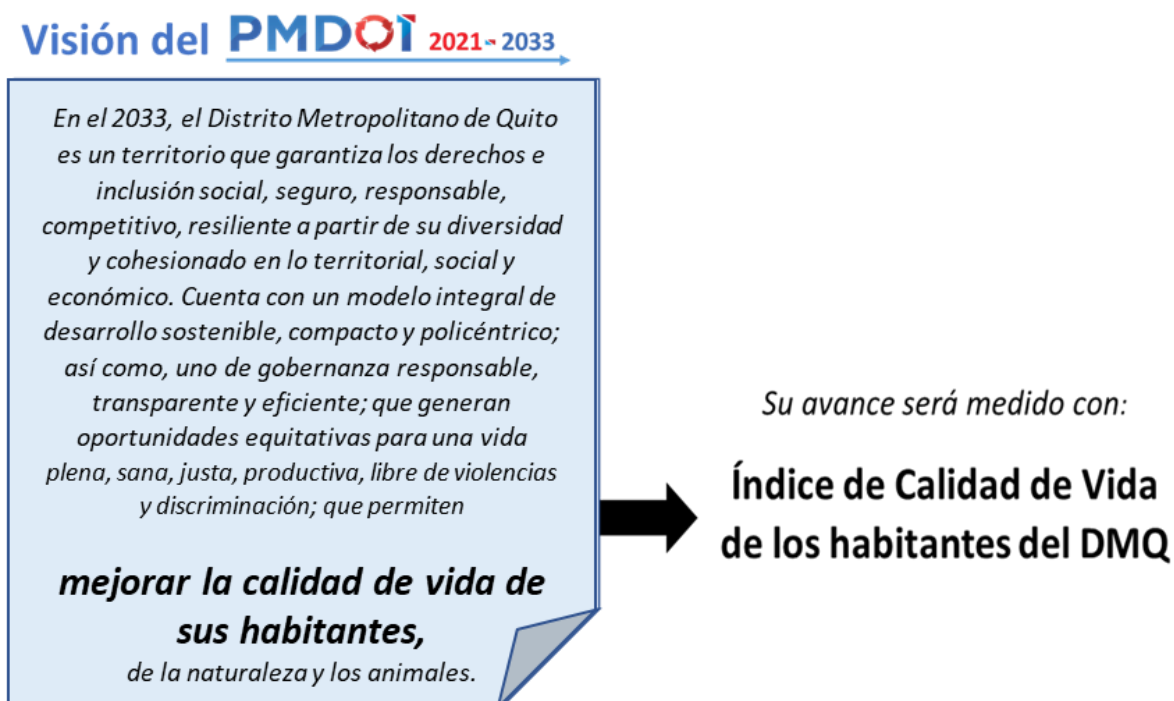 Visión del PMDOT 2021-2033
En el 2033, el Distrito Metropolitano de Quito
es un territorio que garantiza los derechos e
inclusión social, seguro, responsable,
competitivo, resiliente a partir de su diversidad
y cohesionado en lo territorial, social y
económico. Cuenta con un modelo integral de
desarrollo sostenible, compacto y policéntrico;
así como, uno de gobernanza responsable,
transparente y eficiente; que generan
oportunidades equitativas para una vida
plena, sana, justa, productiva, libre de violencias
y discriminación; que permiten
mejorar la calidad de vida de
sus habitantes,
de la naturaleza y los animales.
Su avance será medido con:
Índice de Calidad de Vida
de los habitantes del DMQ